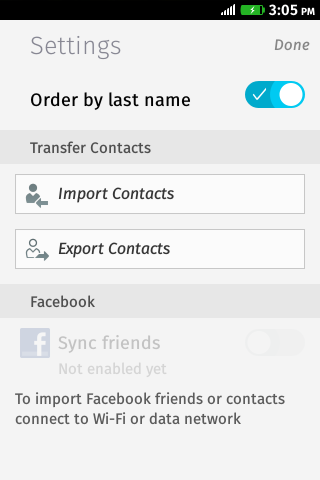 3:05 PM
Settings
Done
Order by last name
Transfer Contacts
Import Contacts
Export Contacts
Facebook
Sync friends
Not enabled yet
To import Facebook friends or contacts
connect to Wi-Fi or data network